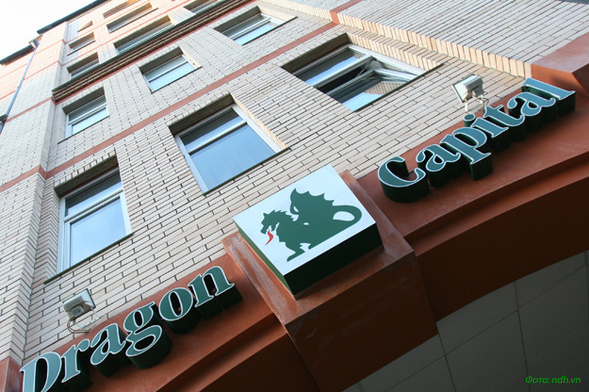 Dragon Capital
Фото: ndh.vn